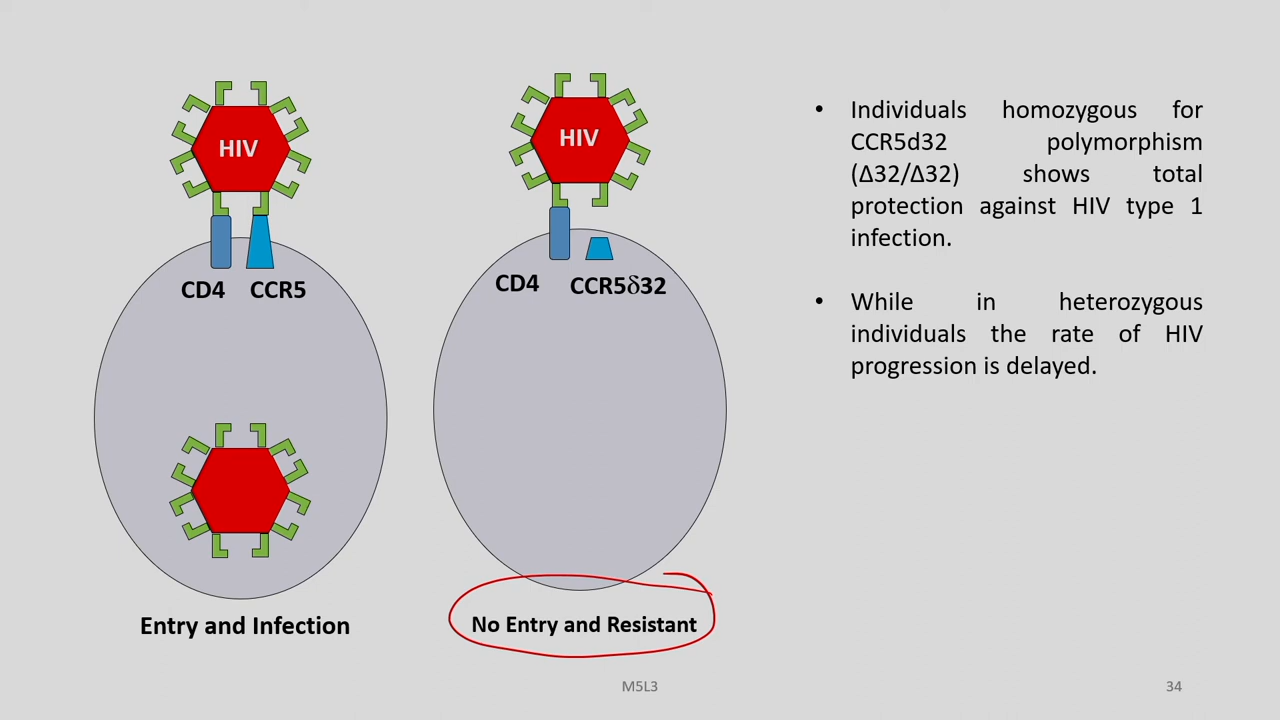 HIV
CD4 CCR5
Entry and Infection
HIV
CD4 CCR5δ32
No Entry and Resistant
• Individuals homozygous for
CCR5d32 polymorphism
(Δ32/Δ32) shows total
protection against HIV type 1
infection.
• While in heterozygous
individuals the rate of HIV
progression is delayed.
M5L3
34